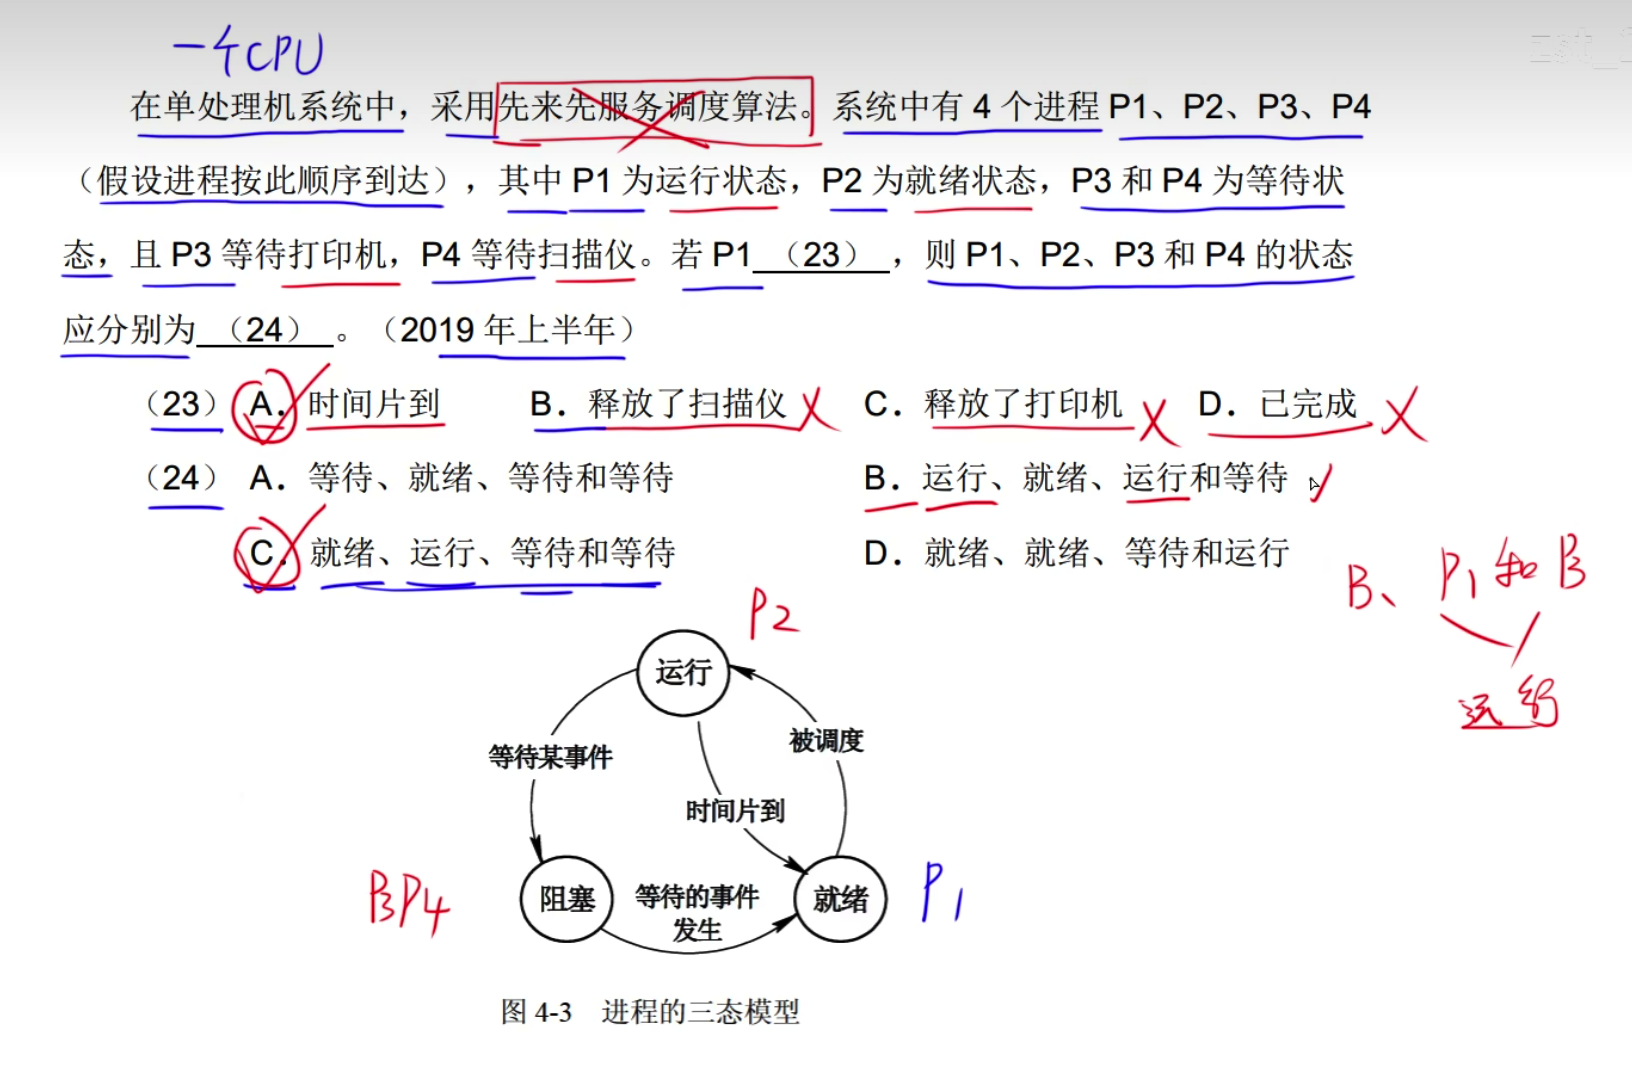 一个CPU
在单处理机系统中，采用先来先服务调度算法。系统中有 4 个进程 P1、P2、P3、P4
（假设进程按此顺序到达），其中 P1 为运行状态，P2 为就绪状态，P3 和 P4 为等待状
态，且 P3 等待打印机，P4 等待扫描仪。若 P1 （23） ，则 P1、P2、P3 和 P4 的状态
应分别为 （24） 。（2019 年上半年）
（23）A. 时间片到 B. 释放了扫描仪 C. 释放了打印机 D. 已完成
（24）A. 等待、就绪、等待和等待 B. 运行、就绪、运行和等待
C. 就绪、运行、等待和等待 D. 就绪、就绪、等待和运行
B、P1和P3
运行
P2
运行
等待某事件
被调度
时间片到
P3P4
阻塞
等待的事件
发生
就绪
P1
图 4-3 进程的三态模型